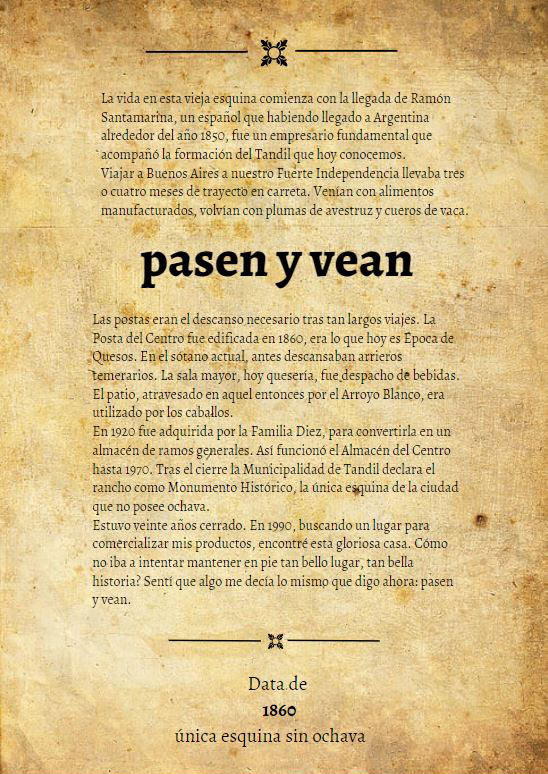 La vida en esta vieja esquina comienza con la llegada de Ramón
Santamarina, un español que habiendo llegado a Argentina
alrededor del año 1850, fue un empresario fundamental que
acompañó la formación del Tandil que hoy conocemos.
Viajar a Buenos Aires a nuestro Fuerte Independencia llevaba tres
o cuatro meses de trayecto en carreta. Venían con alimentos
manufacturados, volvían con plumas de avestruz y cueros de vaca.
pasen y vean
Las postas eran el descanso necesario tras tan largos viajes. La
Posta del Centro fue edificada en 1860, era lo que hoy es Época de
Quesos. En el sótano actual, antes descansaban arrieros
temerarios. La sala mayor, hoy quesería, fue despacho de bebidas.
El patio, atravesado en aquel entonces por el Arroyo Blanco, era
utilizado por los caballos.
En 1920 fue adquirida por la Familia Diez, para convertirla en un
almacén de ramos generales. Así funcionó el Almacén del Centro
hasta 1970. Tras el cierre la Municipalidad de Tandil declara el
rancho como Monumento Histórico, la única esquina de la ciudad
que no posee ochava.
Estuvo veinte años cerrado. En 1990, buscando un lugar para
comercializar mis productos, encontré esta gloriosa casa. Cómo
no iba a intentar mantener en pie tan bello lugar, tan bella
historia? Sentí que algo me decía lo mismo que digo ahora: pasen
y vean.
Data de
1860
única esquina sin ochava